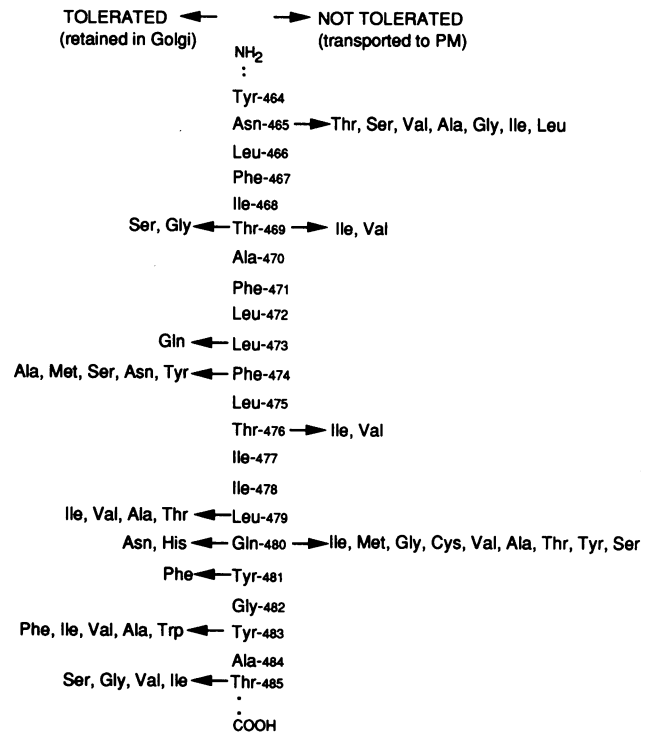 TOLERATED ← → NOT TOLERATED
(retained in Golgi) (transported to PM)
NH2
:
Tyr-464
Asn-465 → Thr, Ser, Val, Ala, Gly, Ile, Leu
Leu-466
Phe-467
Ile-468
Ser, Gly ← Thr-469 → Ile, Val
Ala-470
Phe-471
Leu-472
Gln ← Leu-473
Ala, Met, Ser, Asn, Tyr ← Phe-474
Leu-475
Thr-476 → Ile, Val
Ile-477
Ile-478
Ile, Val, Ala, Thr ← Leu-479
Asn, His ← Gln-480 → Ile, Met, Gly, Cys, Val, Ala, Thr, Tyr, Ser
Phe ← Tyr-481
Gly-482
Phe, Ile, Val, Ala, Trp ← Tyr-483
Ala-484
Ser, Gly, Val, Ile ← Thr-485
:
COOH